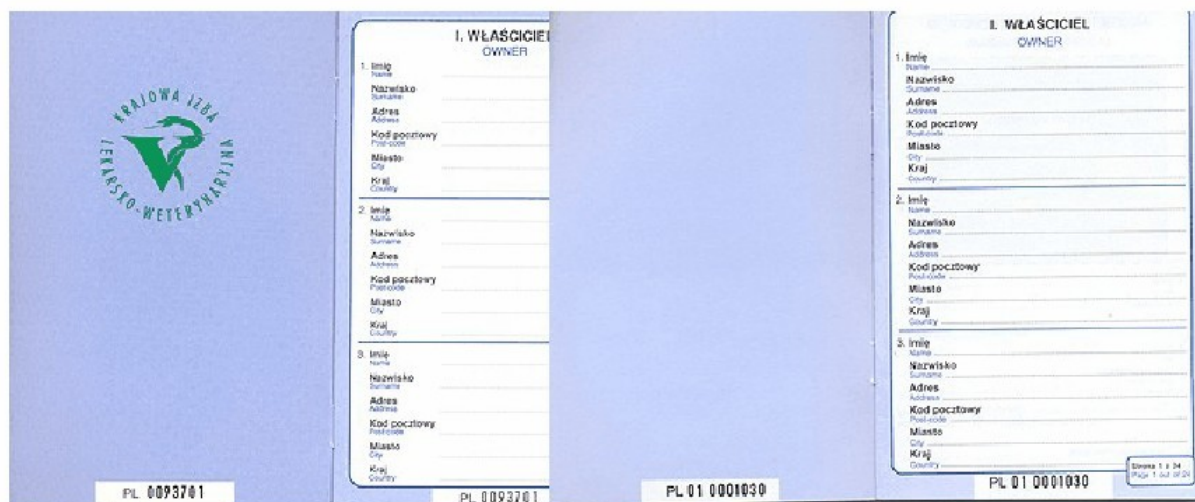 KRAJOWA IZBA
LEKARSKO-WETERYNARYJNA
PL 0093701
I. WŁAŚCICIEL
OWNER
1. Imię
Name
Nazwisko
Surname
Adres
Address
Kod pocztowy
Post-code
Miasto
City
Kraj
Country
2. Imię
Name
Nazwisko
Surname
Adres
Address
Kod pocztowy
Post-code
Miasto
City
Kraj
Country
3. Imię
Name
Nazwisko
Surname
Adres
Address
Kod pocztowy
Post-code
Miasto
City
Kraj
Country
PL 0093701
PL 01 0001030
I. WŁAŚCICIEL
OWNER
1. Imię
Name
Nazwisko
Surname
Adres
Address
Kod pocztowy
Post-code
Miasto
City
Kraj
Country
2. Imię
Name
Nazwisko
Surname
Adres
Address
Kod pocztowy
Post-code
Miasto
City
Kraj
Country
3. Imię
Name
Nazwisko
Surname
Adres
Address
Kod pocztowy
Post-code
Miasto
City
Kraj
Country
Strona 1 z 24
Page 1 out of 24
PL 01 0001030